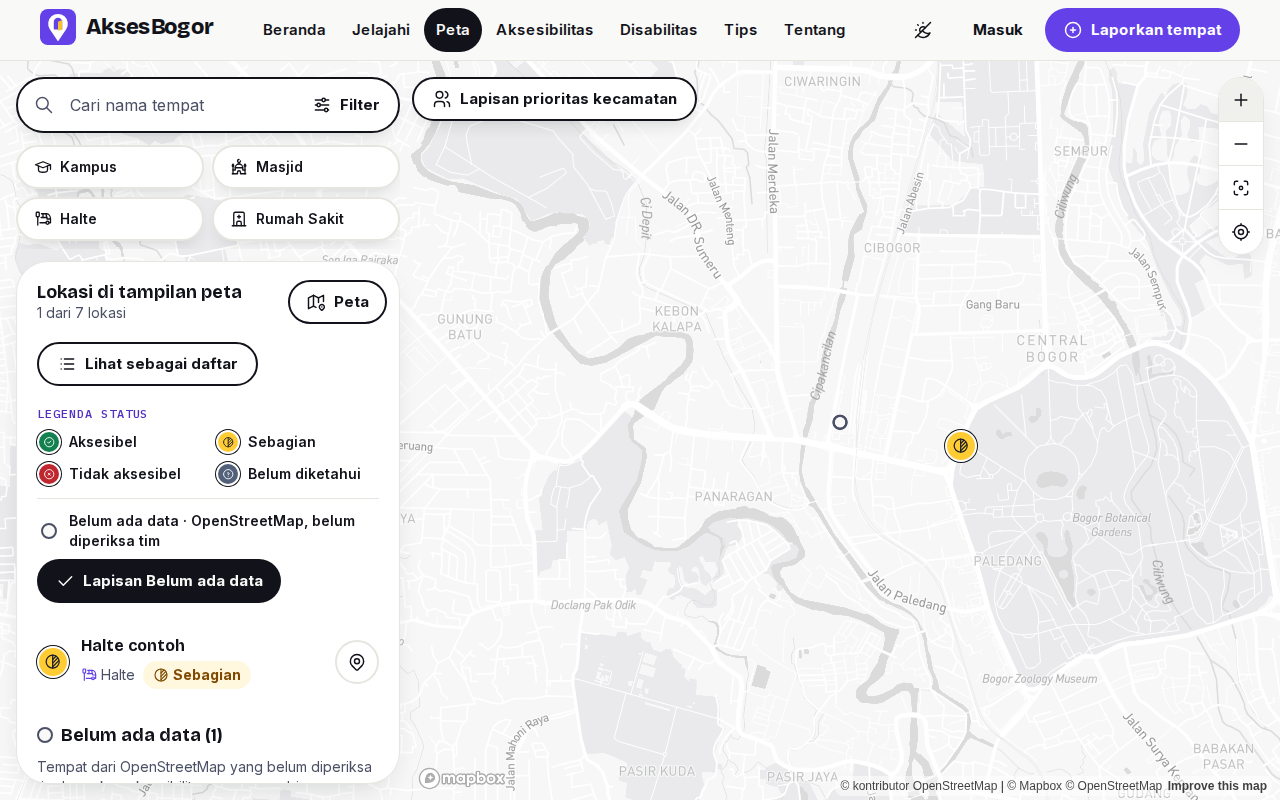 AksesBogor
Beranda
Jelajahi
Peta
Aksesibilitas
Disabilitas
Tips
Tentang
Masuk
Laporkan tempat
Cari nama tempat
Filter
Lapisan prioritas kecamatan
Kampus
Masjid
Halte
Rumah Sakit
Lokasi di tampilan peta
1 dari 7 lokasi
Peta
Lihat sebagai daftar
LEGENDA STATUS
Aksesibel
Sebagian
Tidak aksesibel
Belum diketahui
Belum ada data · OpenStreetMap, belum
diperiksa tim
Lapisan Belum ada data
Halte contoh
Halte
Sebagian
Belum ada data (1)
Tempat dari OpenStreetMap yang belum diperiksa
CIWARINGIN
SEMPUR
Jalan Merdeka
Jalan Menteng
Jalan DR. Sumeru
Ci Depit
Jalan Abesin
Ciliwung
CIBOGOR
Jalan Sempur
Gang Baru
GUNUNG
BATU
KEBON
KALAPA
CENTRAL
BOGOR
Cipakancilan
PANARAGAN
Bogor Botanical
Gardens
PALEDANG
Ciliwung
Jalan Paledang
Doclang Pak Odik
Bogor Zoology Museum
Jalan Mahoni Raya
PASIR KUDA
PASIR JAYA
BABAKAN
PASAR
mapbox
© kontributor OpenStreetMap | © Mapbox © OpenStreetMap Improve this map